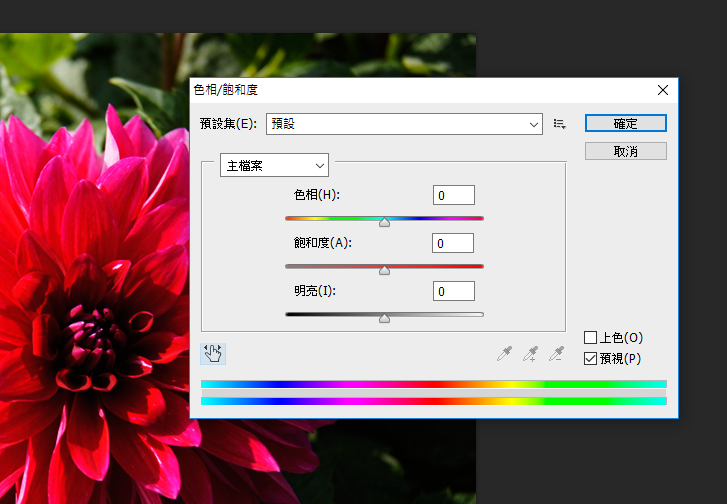 色相/飽和度
預設集(E): 預設
確定
取消
主檔案
色相(H): 0
飽和度(A): 0
明亮(I): 0
上色(O)
預視(P)